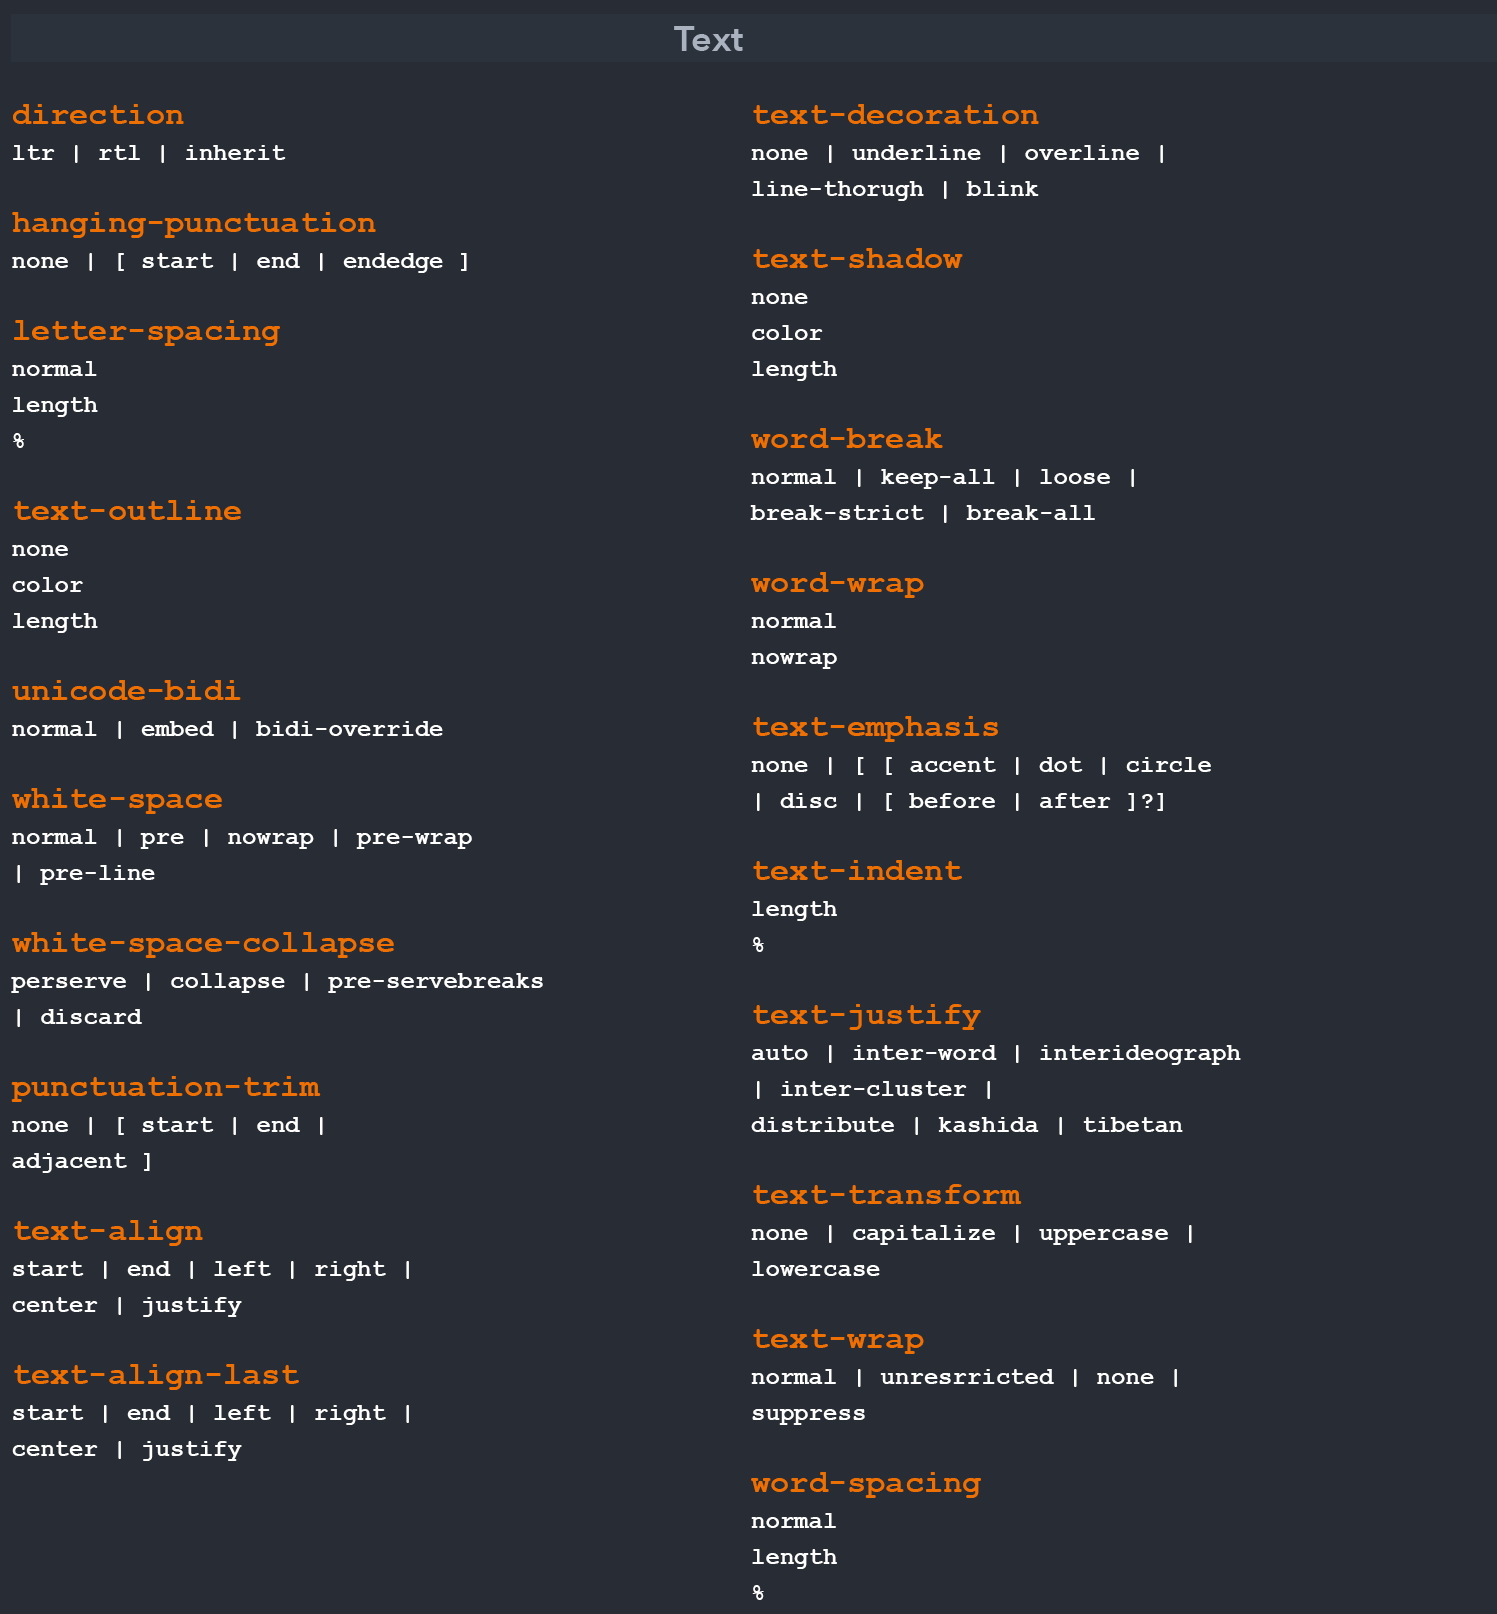 Text
direction
ltr | rtl | inherit
hanging-punctuation
none | [ start | end | endedge ]
letter-spacing
normal
length
%
text-outline
none
color
length
unicode-bidi
normal | embed | bidi-override
white-space
normal | pre | nowrap | pre-wrap
| pre-line
white-space-collapse
perserve | collapse | pre-servebreaks
| discard
punctuation-trim
none | [ start | end |
adjacent ]
text-align
start | end | left | right |
center | justify
text-align-last
start | end | left | right |
center | justify
text-decoration
none | underline | overline |
line-thorugh | blink
text-shadow
none
color
length
word-break
normal | keep-all | loose |
break-strict | break-all
word-wrap
normal
nowrap
text-emphasis
none | [ [ accent | dot | circle
| disc | [ before | after ]?]
text-indent
length
%
text-justify
auto | inter-word | interideograph
| inter-cluster |
distribute | kashida | tibetan
text-transform
none | capitalize | uppercase |
lowercase
text-wrap
normal | unresrricted | none |
suppress
word-spacing
normal
length
%